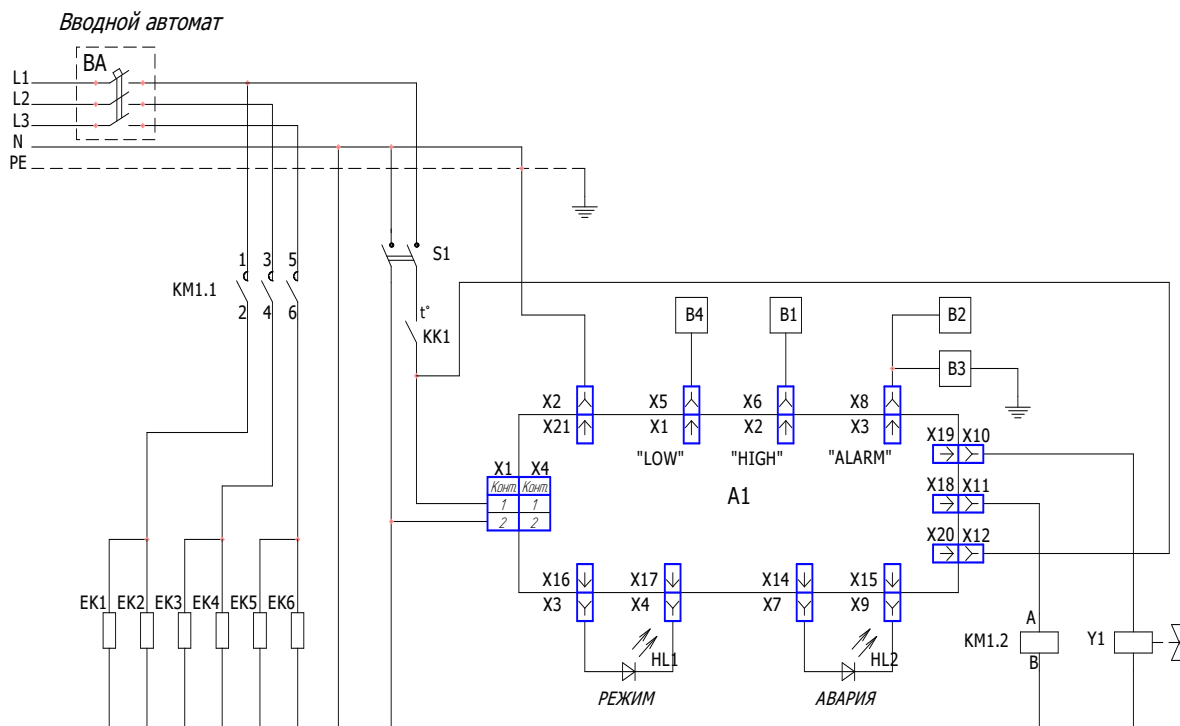 Вводной автомат
ВА
L1
L2
L3
N
PE
S1
1 3 5
KM1.1
2 4 6
t°
KK1
B4 B1 B2
B3
X2 X5 X6 X8
X21 X1 X2 X3
"LOW" "HIGH" "ALARM"
X19 X10
X1 X4
Конт. Конт.
1 1
2 2
A1
X18 X11
X20 X12
X16 X17 X14 X15
X3 X4 X7 X9
EK1 EK2 EK3 EK4 EK5 EK6
A
KM1.2 Y1
B
HL1 HL2
РЕЖИМ АВАРИЯ